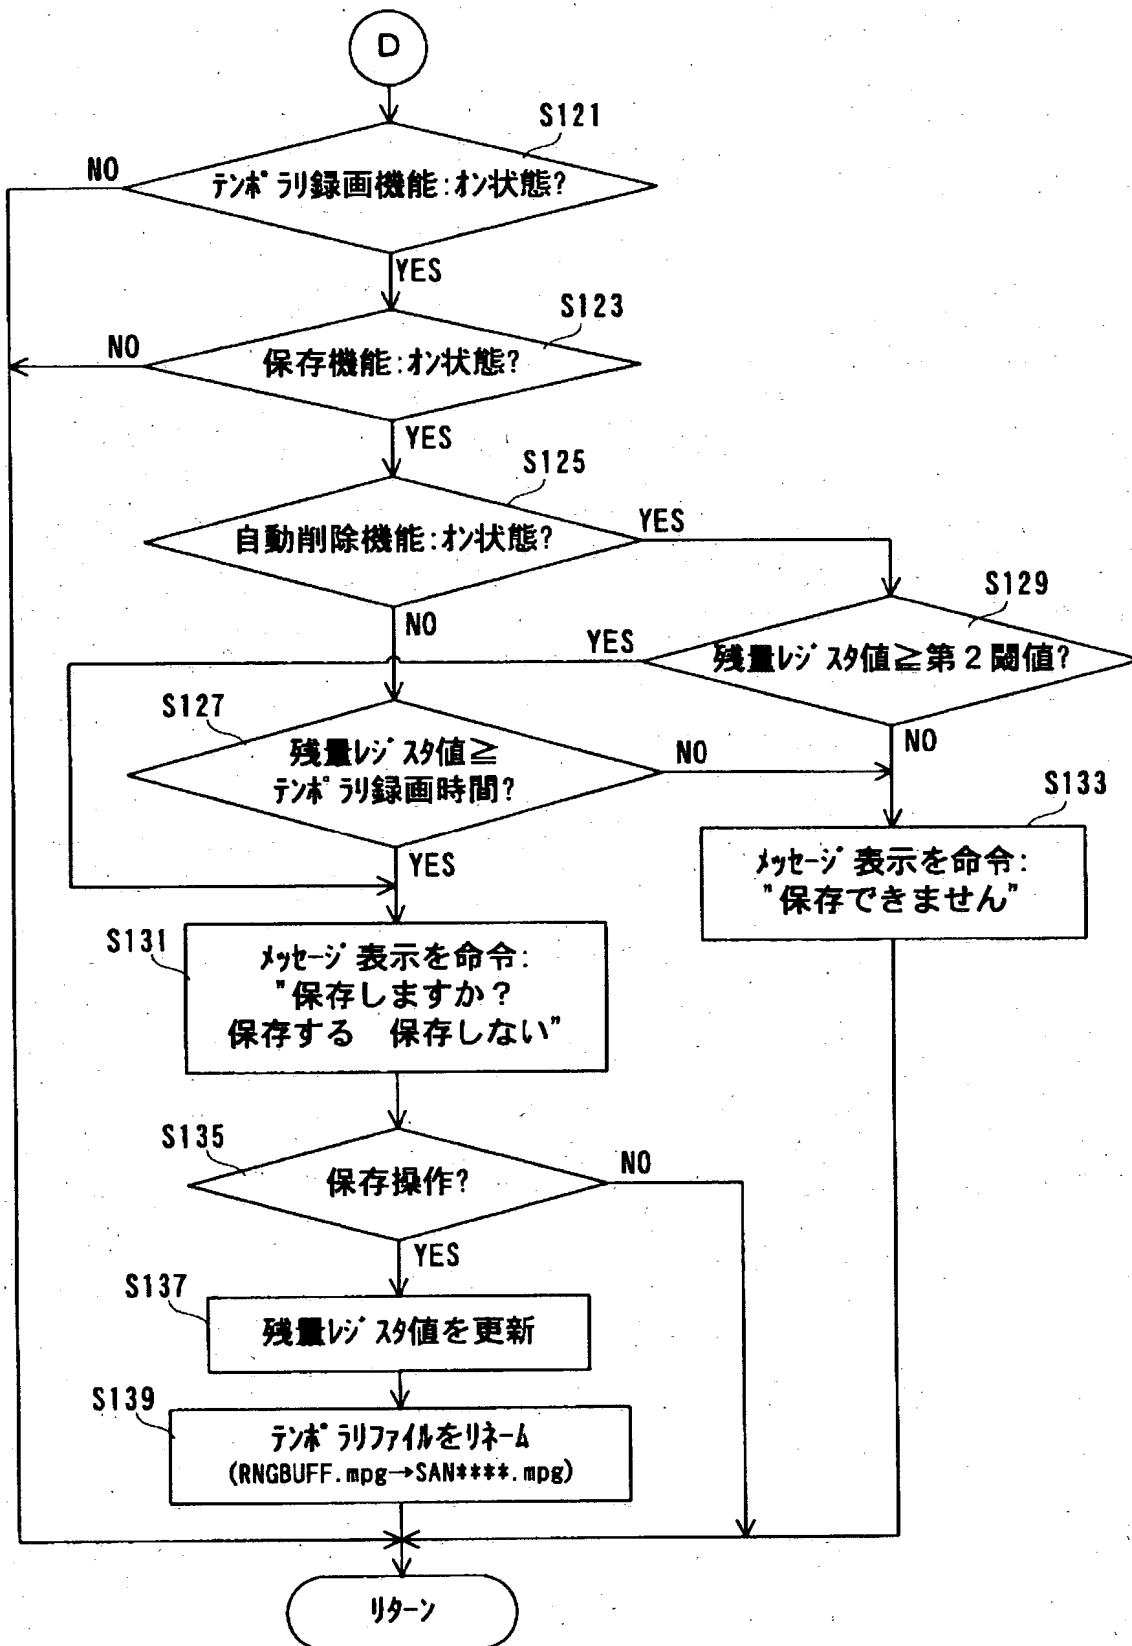 D
S121
テンポラリ録画機能:オン状態?
NO
YES
S123
保存機能:オン状態?
NO
YES
S125
自動削除機能:オン状態?
YES
NO
S129
残量レジスタ値≧第2閾値?
YES
NO
S127
残量レジスタ値≧
テンポラリ録画時間?
NO
YES
S133
メッセージ表示を命令:
"保存できません"
S131
メッセージ表示を命令:
"保存しますか?
保存する 保存しない"
S135
保存操作?
NO
YES
S137
残量レジスタ値を更新
S139
テンポラリファイルをリネーム
(RNGBUFF.mpg→SAN****.mpg)
リターン